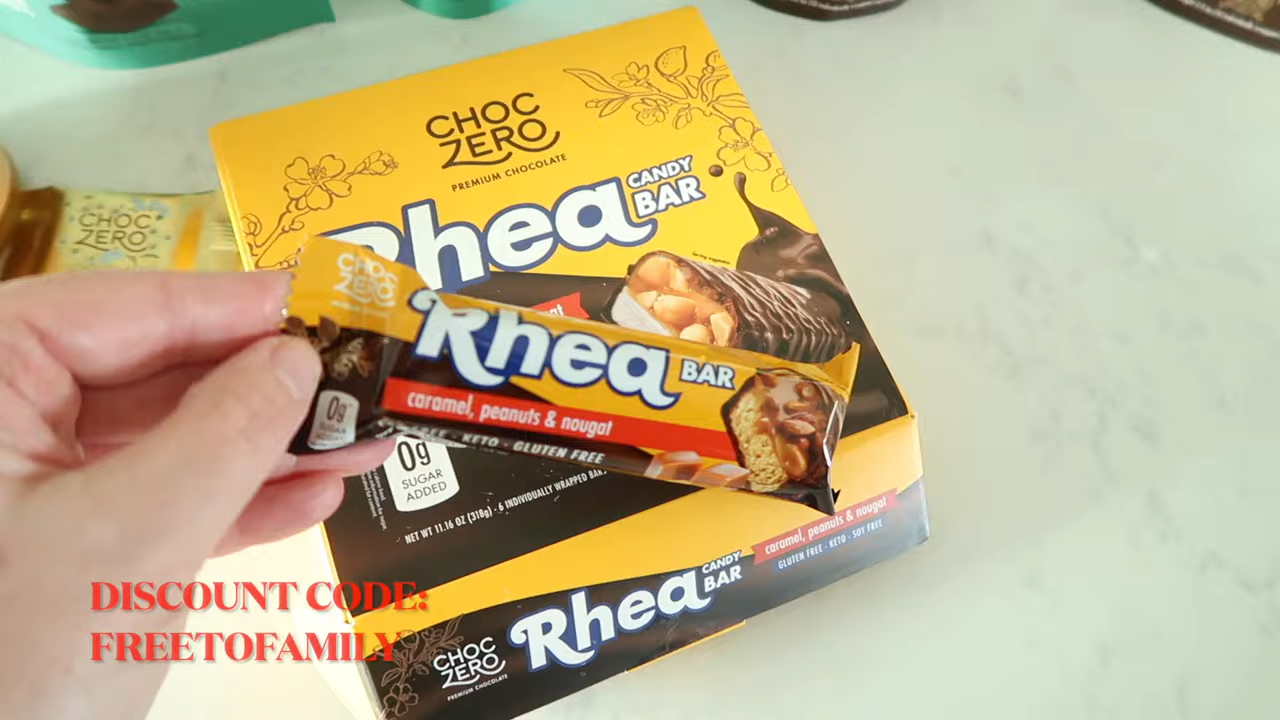 CHOC
ZERO
PREMIUM CHOCOLATE
Rhea
CANDY
BAR
CHOC
ZERO
CHOC
ZERO
Rhea
BAR
caramel, peanuts & nougat
KETO · GLUTEN FREE
0g
SUGAR
ADDED
0g
SUGAR
ADDED
NET WT 11.16 OZ (318g) · 6 INDIVIDUALLY WRAPPED BARS
caramel, peanuts & nougat
GLUTEN FREE · KETO · SOY FREE
Rhea
CANDY
BAR
CHOC
ZERO
PREMIUM CHOCOLATE
DISCOUNT CODE:
FREETOFAMILY